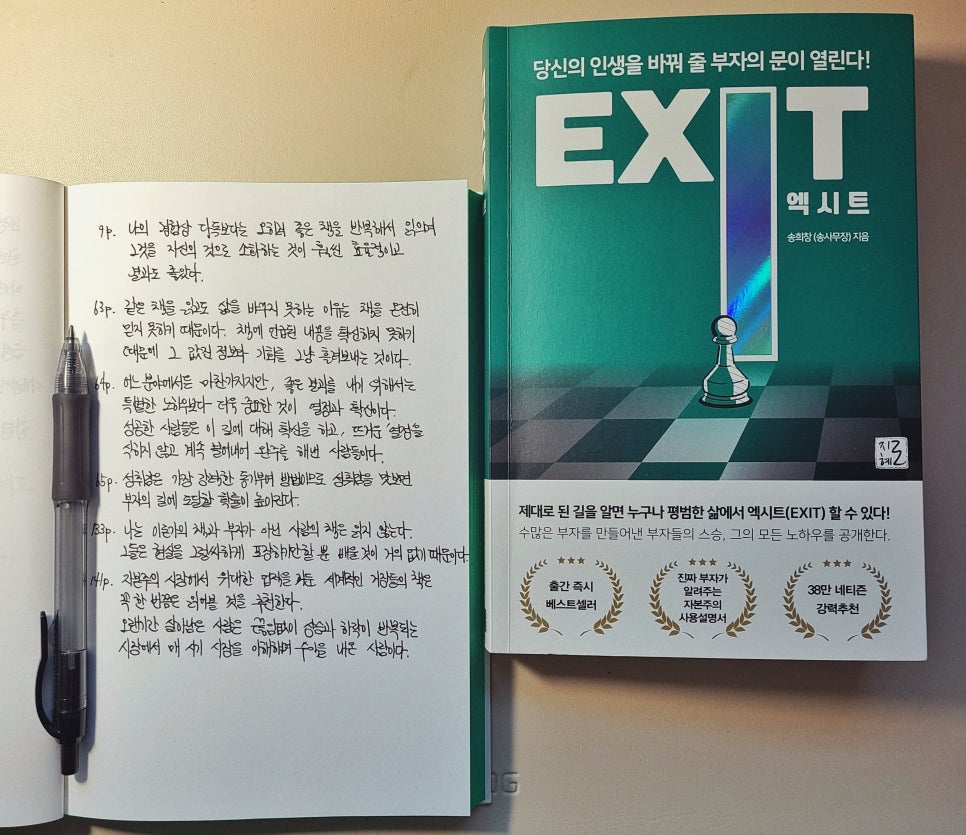 9p. 나의 경험상 다독보다는 오히려 좋은 책을 반복해서 읽으며
그것을 자신의 것으로 소화하는 것이 훨씬 효율적이고
결과도 좋았다.
63p. 같은 책을 읽고도 삶을 바꾸지 못하는 이유는 책을 온전히
믿지 못하기 때문이다. 책에 언급된 내용을 확신하지 못하기
때문에 그 값진 정보와 기회를 그냥 흘려보내는 것이다.
64p. 어느 분야에서든 마찬가지지만, 좋은 결과를 내기 위해서는
특별한 노하우보다 더욱 중요한 것이 열정과 확신이다.
성공한 사람들은 이 길에 대해 확신을 하고, 뜨거운 열정을
식히지 않고 계속 불태워 완주를 해낸 사람들이다.
65p. 성취감은 가장 강력한 동기부여 방법이므로 성취감을 맛보면
부자의 길에 도달할 확률이 높아진다.
133p. 나는 이론가의 책과 부자가 아닌 사람의 책은 읽지 않는다.
그들은 현실을 그럴싸하게 포장하기만 할 뿐 배울 것이 거의 없기 때문이다.
141p. 자본주의 시장에서 위대한 업적을 거둔 세계적인 거장들의 책은
꼭 한 번쯤은 읽어볼 것을 추천한다.
오랜기간 살아남은 사람은 끊임없이 상승과 하락이 반복되는
시장에서 매 시기 시장을 이해하며 수익을 내온 사람이다.
당신의 인생을 바꿔 줄 부자의 문이 열린다!
EXIT
엑시트
송희창 (송사무장) 지음
지혜로
제대로 된 길을 알면 누구나 평범한 삶에서 엑시트(EXIT) 할 수 있다!
수많은 부자를 만들어낸 부자들의 스승, 그의 모든 노하우를 공개한다.
출간 즉시
베스트셀러
진짜 부자가
알려주는
자본주의
사용설명서
38만 네티즌
강력추천